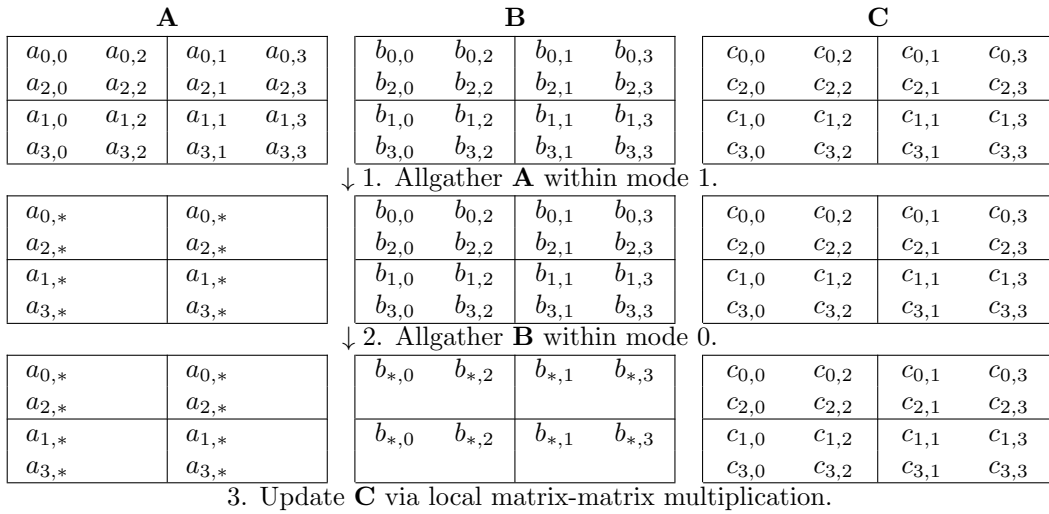 A B C
a0,0 a0,2 a0,1 a0,3 b0,0 b0,2 b0,1 b0,3 c0,0 c0,2 c0,1 c0,3
a2,0 a2,2 a2,1 a2,3 b2,0 b2,2 b2,1 b2,3 c2,0 c2,2 c2,1 c2,3
a1,0 a1,2 a1,1 a1,3 b1,0 b1,2 b1,1 b1,3 c1,0 c1,2 c1,1 c1,3
a3,0 a3,2 a3,1 a3,3 b3,0 b3,2 b3,1 b3,3 c3,0 c3,2 c3,1 c3,3
↓ 1. Allgather A within mode 1.
a0,* a0,* b0,0 b0,2 b0,1 b0,3 c0,0 c0,2 c0,1 c0,3
a2,* a2,* b2,0 b2,2 b2,1 b2,3 c2,0 c2,2 c2,1 c2,3
a1,* a1,* b1,0 b1,2 b1,1 b1,3 c1,0 c1,2 c1,1 c1,3
a3,* a3,* b3,0 b3,2 b3,1 b3,3 c3,0 c3,2 c3,1 c3,3
↓ 2. Allgather B within mode 0.
a0,* a0,* b*,0 b*,2 b*,1 b*,3 c0,0 c0,2 c0,1 c0,3
a2,* a2,* c2,0 c2,2 c2,1 c2,3
a1,* a1,* b*,0 b*,2 b*,1 b*,3 c1,0 c1,2 c1,1 c1,3
a3,* a3,* c3,0 c3,2 c3,1 c3,3
3. Update C via local matrix-matrix multiplication.